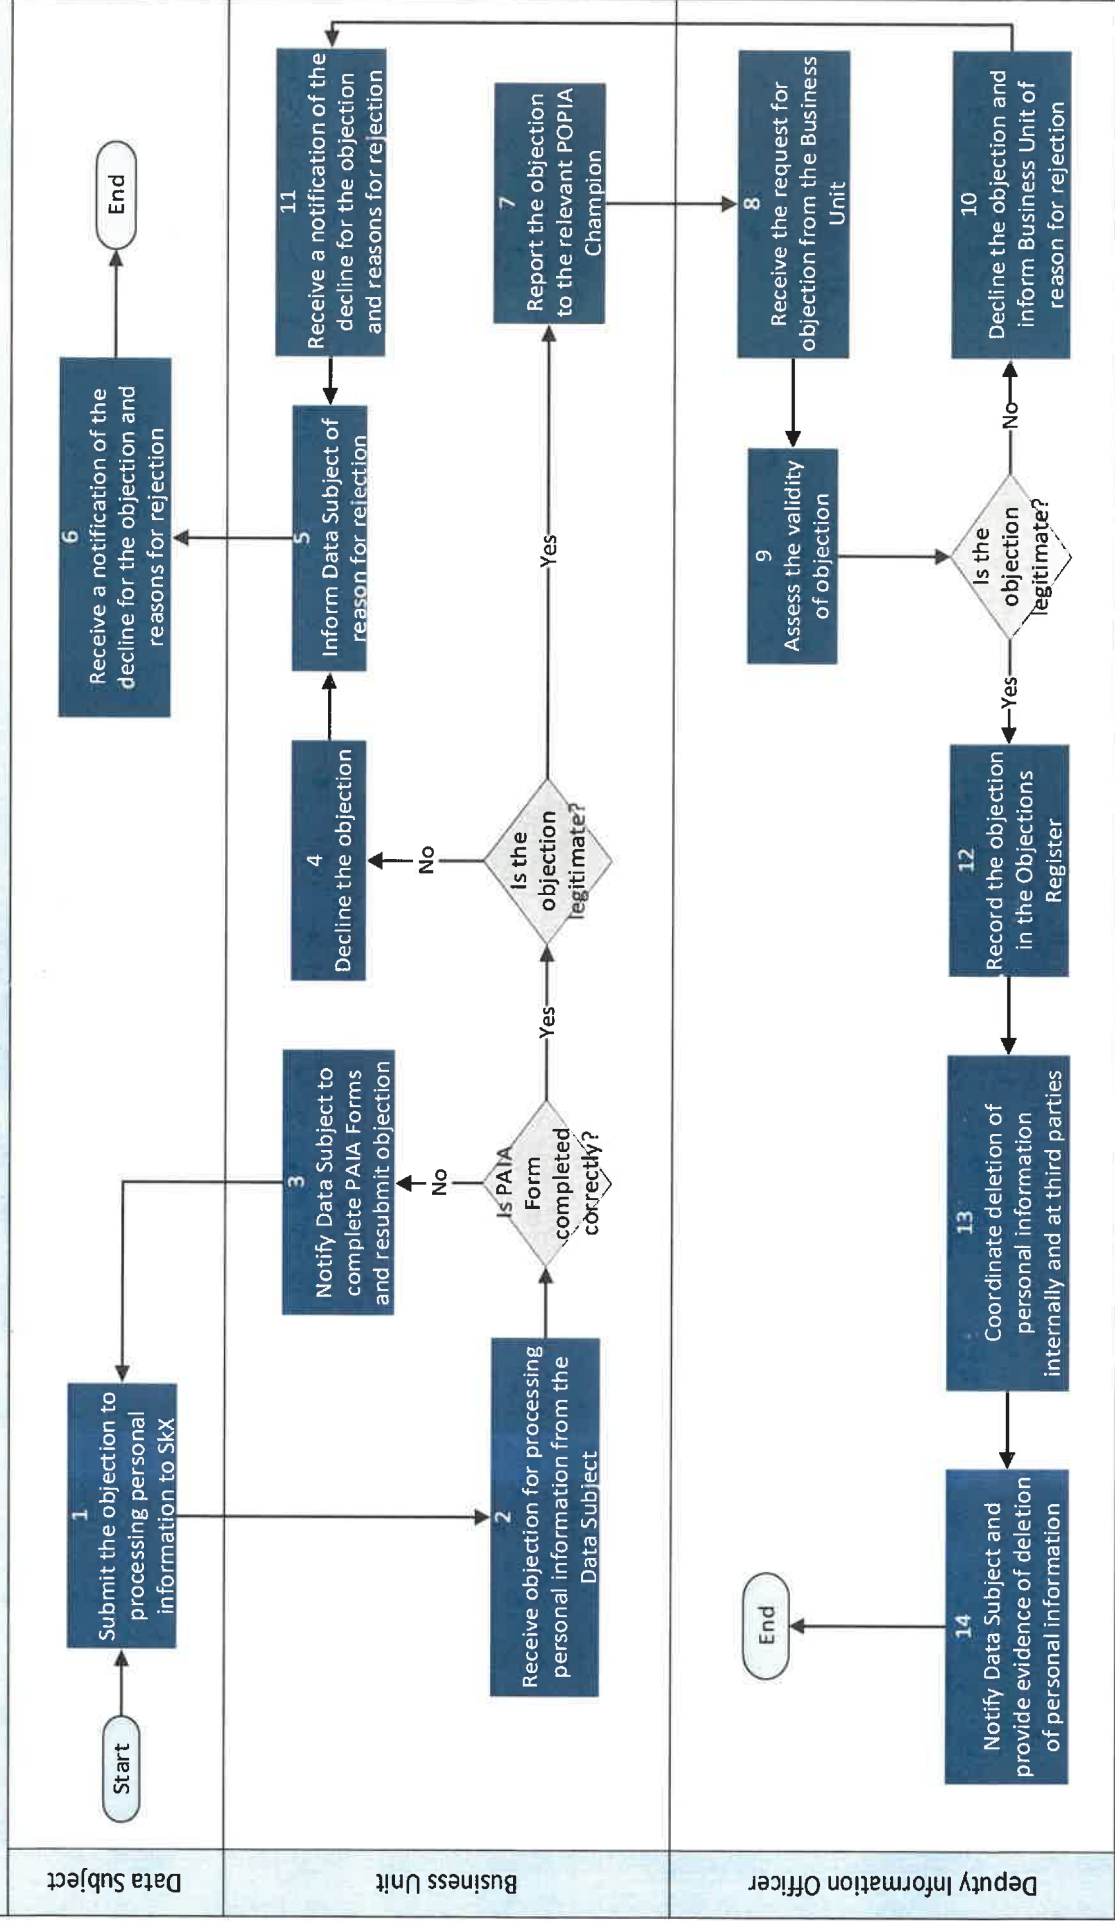 Data Subject
Start
1
Submit the objection to
processing personal
information to SkX
6
Receive a notification of the
decline for the objection and
reasons for rejection
End
Business Unit
2
Receive objection for processing
personal information from the
Data Subject
Is PAIA
Form
completed
correctly?
No
3
Notify Data Subject to
complete PAIA Forms
and resubmit objection
Yes
Is the
objection
legitimate?
No
4
Decline the objection
5
Inform Data Subject of
reason for rejection
11
Receive a notification of the
decline for the objection
and reasons for rejection
Yes
7
Report the objection
to the relevant POPIA
Champion
Deputy Information Officer
8
Receive the request for
objection from the Business
Unit
9
Assess the validity
of objection
Is the
objection
legitimate?
No
10
Decline the objection and
inform Business Unit of
reason for rejection
Yes
12
Record the objection
in the Objections
Register
13
Coordinate deletion of
personal information
internally and at third parties
14
Notify Data Subject and
provide evidence of deletion
of personal information
End